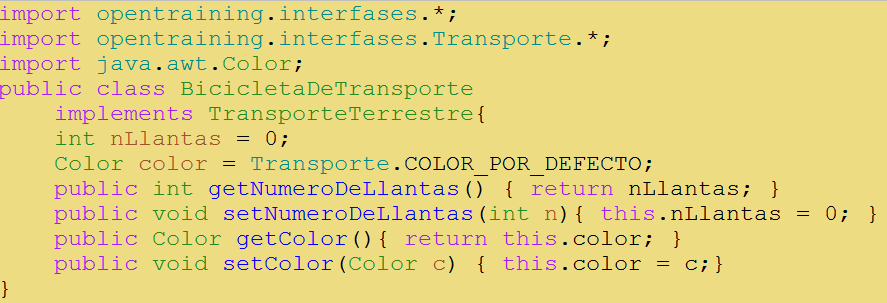 import opentraining.interfases.*;
import opentraining.interfases.Transporte.*;
import java.awt.Color;
public class BicicletaDeTransporte
    implements TransporteTerrestre{
    int nLlantas = 0;
    Color color = Transporte.COLOR_POR_DEFECTO;
    public int getNumeroDeLlantas() { return nLlantas; }
    public void setNumeroDeLlantas(int n){ this.nLlantas = 0; }
    public Color getColor(){ return this.color; }
    public void setColor(Color c) { this.color = c;}
}